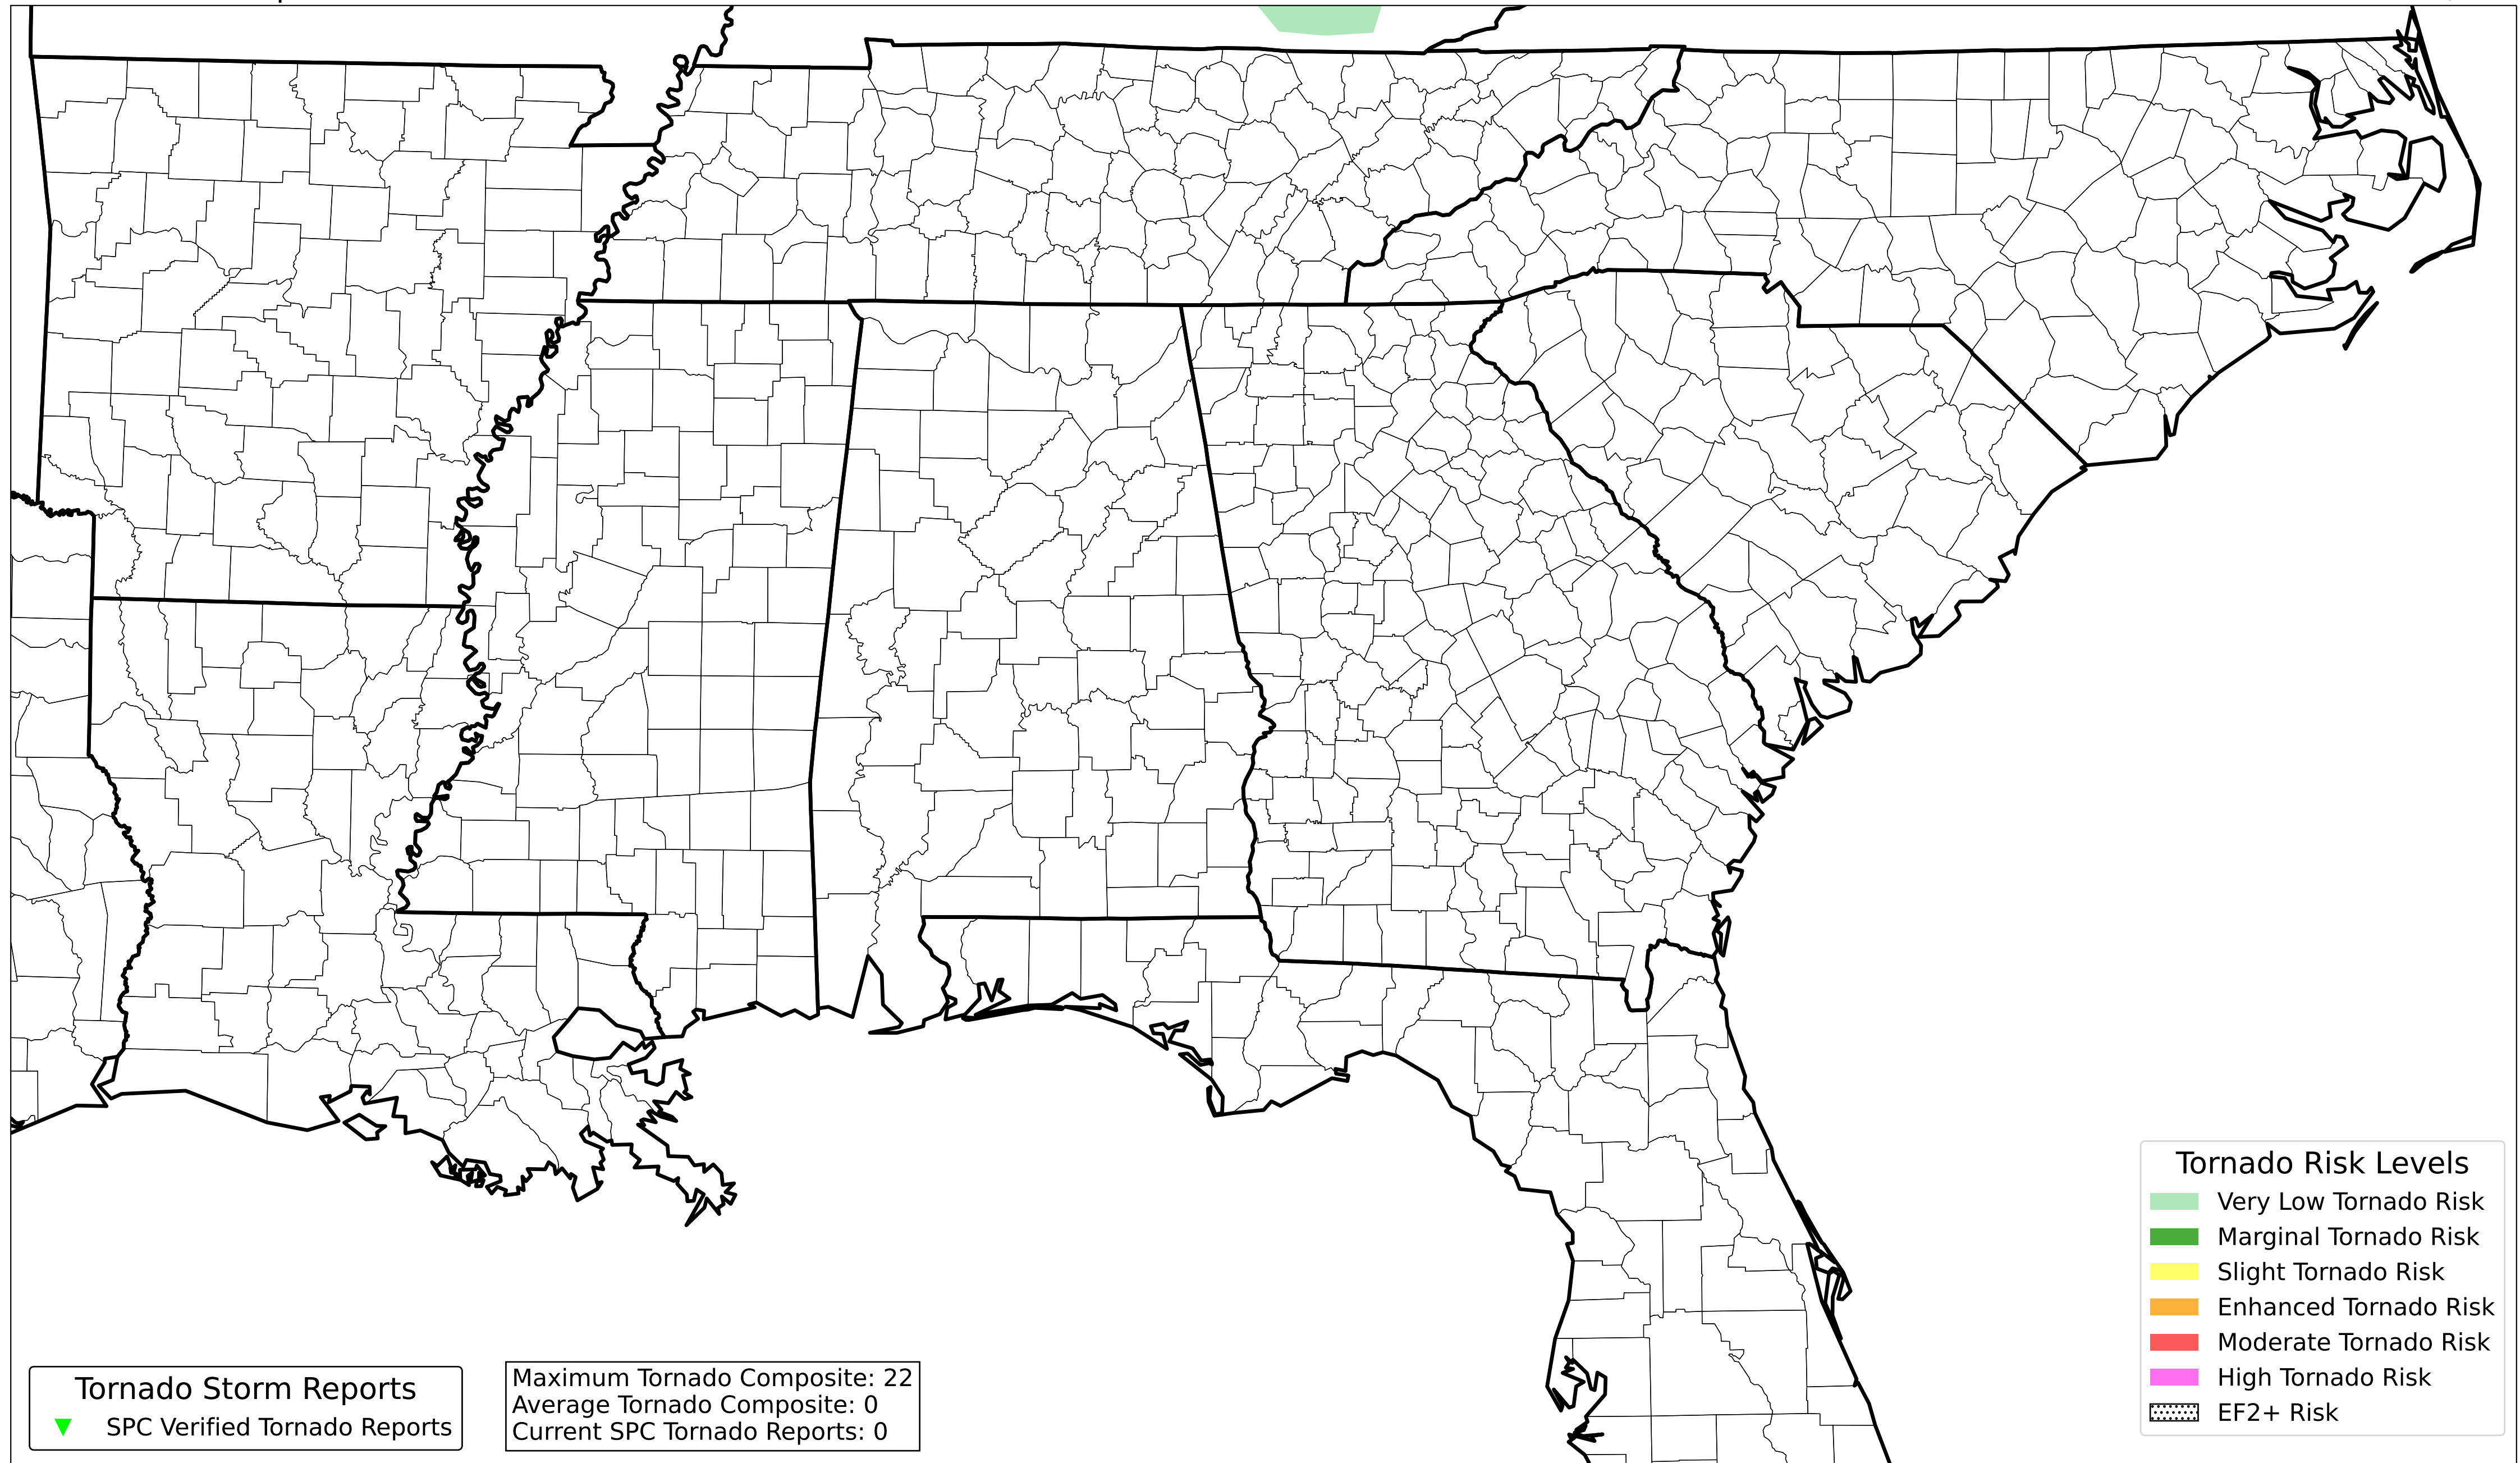 Tornado Storm Reports
SPC Verified Tornado Reports
Maximum Tornado Composite: 22
Average Tornado Composite: 0
Current SPC Tornado Reports: 0
Tornado Risk Levels
Very Low Tornado Risk
Marginal Tornado Risk
Slight Tornado Risk
Enhanced Tornado Risk
Moderate Tornado Risk
High Tornado Risk
EF2+ Risk